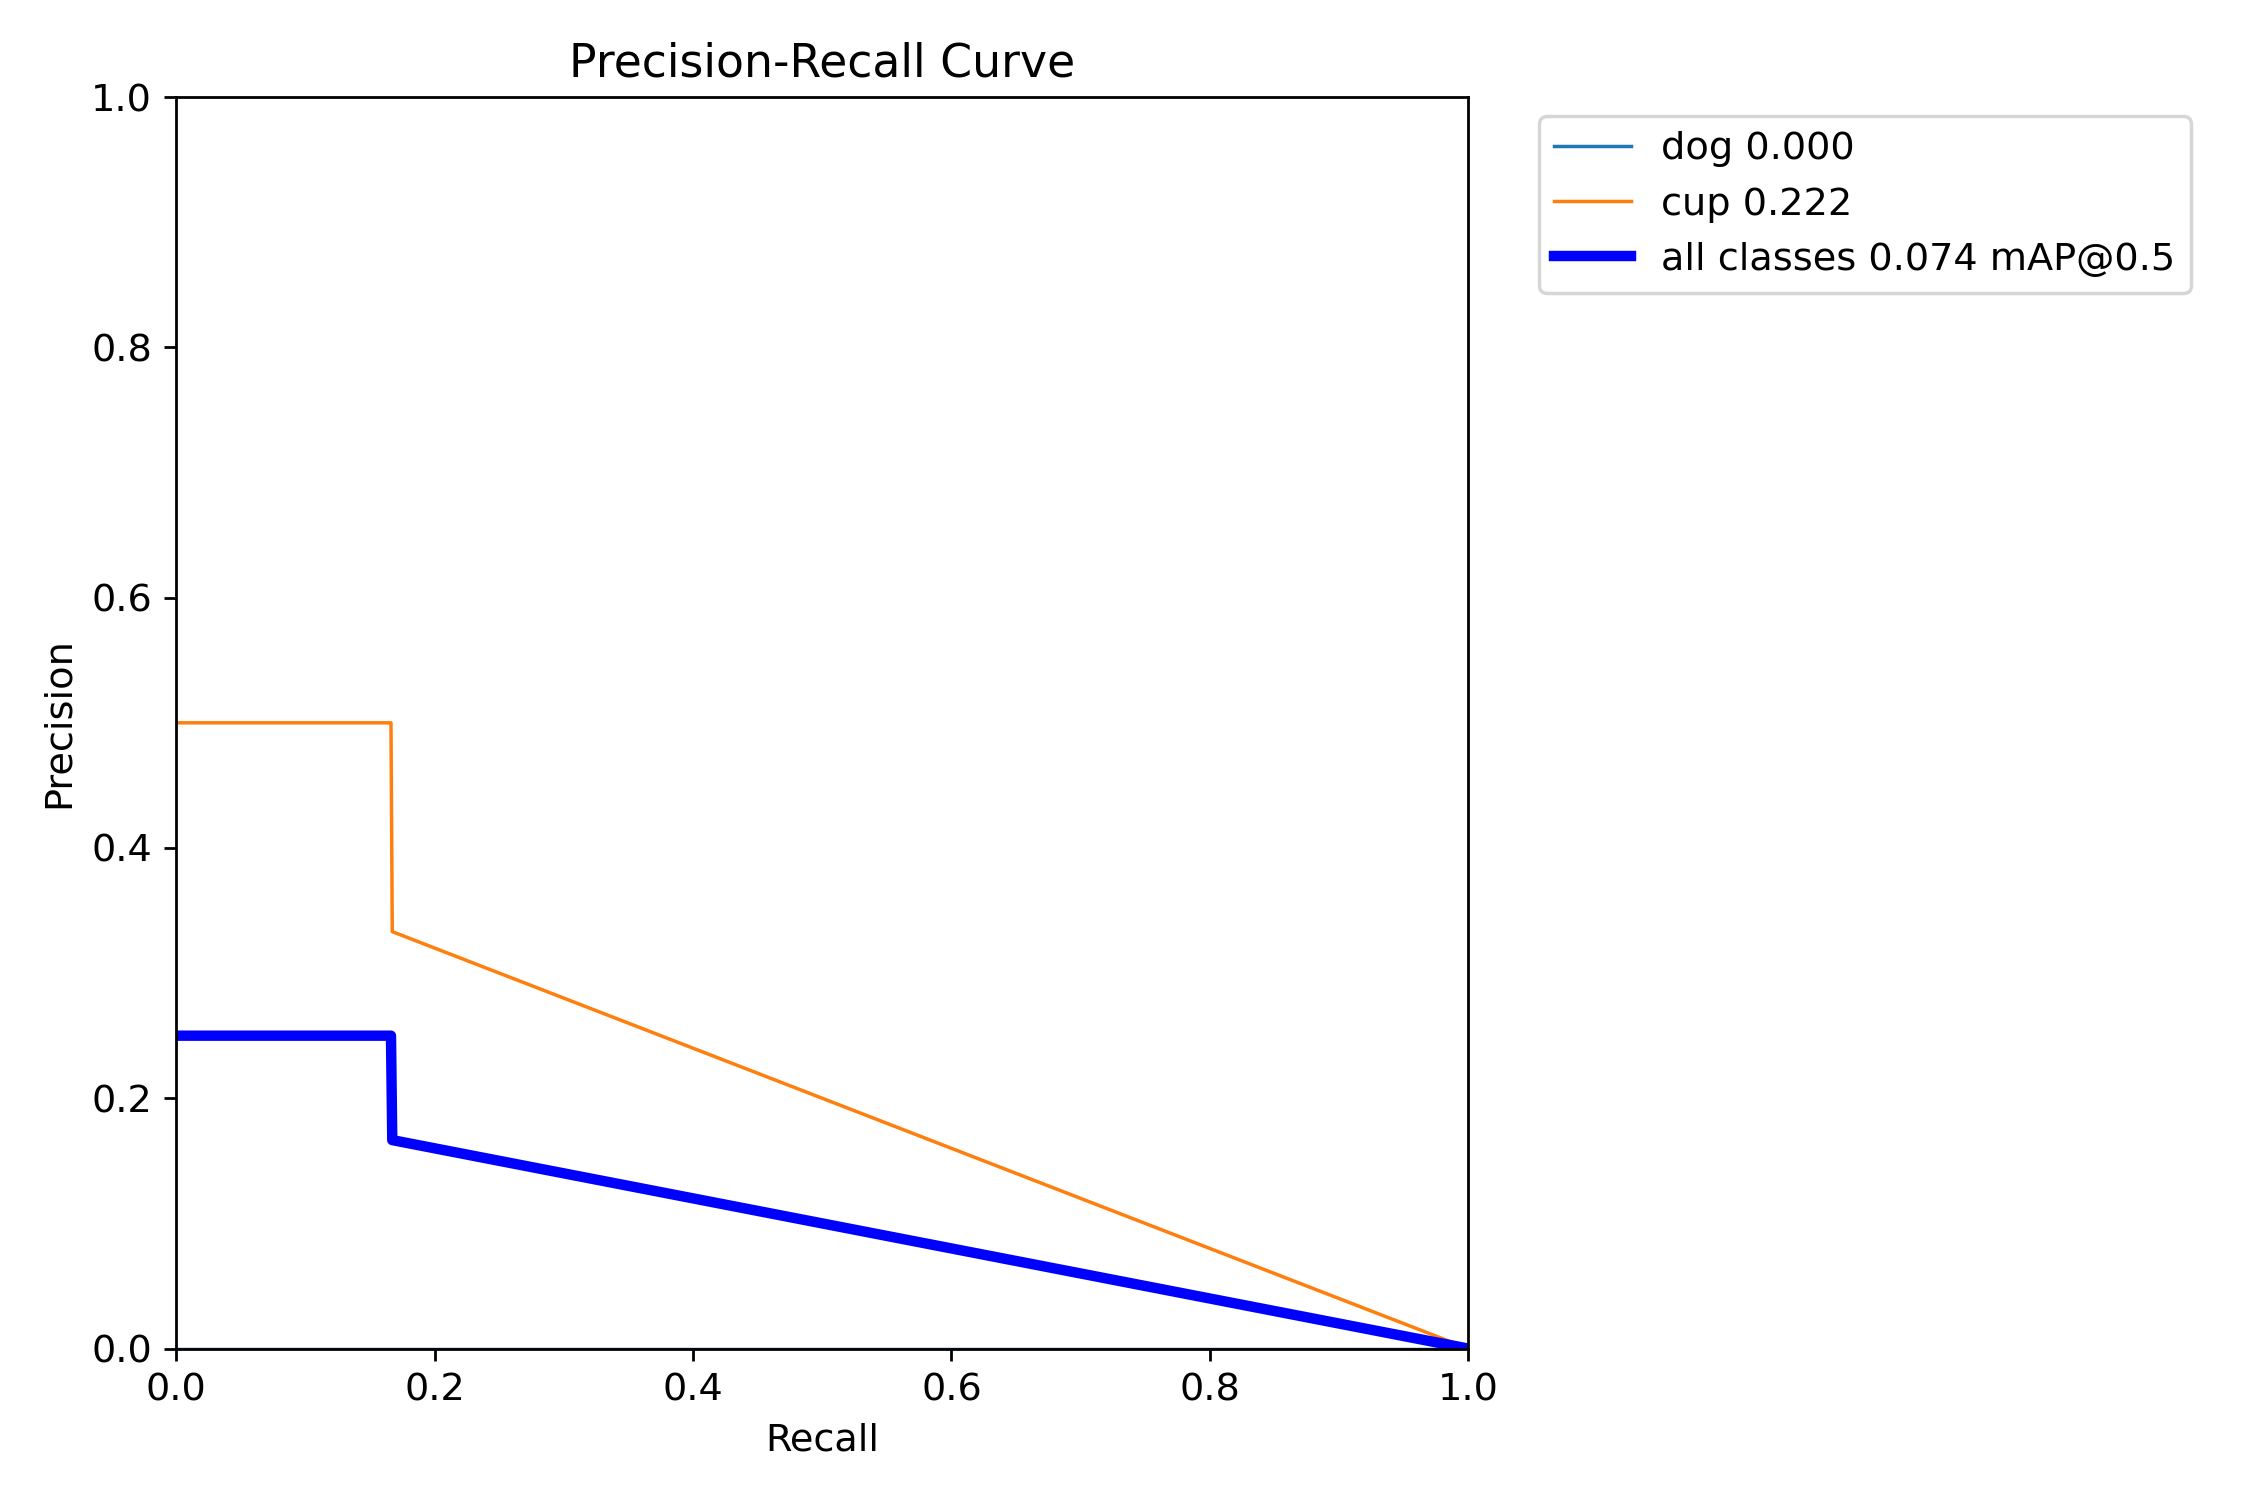 Precision-Recall Curve
1.0
0.8
0.6
0.4
0.2
0.0
Precision
0.0 0.2 0.4 0.6 0.8 1.0
Recall
dog 0.000
cup 0.222
all classes 0.074 mAP@0.5